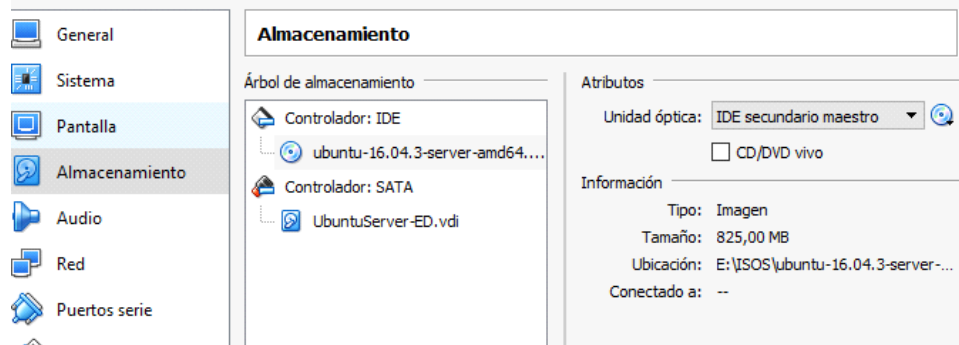 General
Sistema
Pantalla
Almacenamiento
Audio
Red
Puertos serie
Almacenamiento
Árbol de almacenamiento
Controlador: IDE
ubuntu-16.04.3-server-amd64....
Controlador: SATA
UbuntuServer-ED.vdi
Atributos
Unidad óptica: IDE secundario maestro
CD/DVD vivo
Información
Tipo: Imagen
Tamaño: 825,00 MB
Ubicación: E:\ISOS\ubuntu-16.04.3-server-...
Conectado a: --